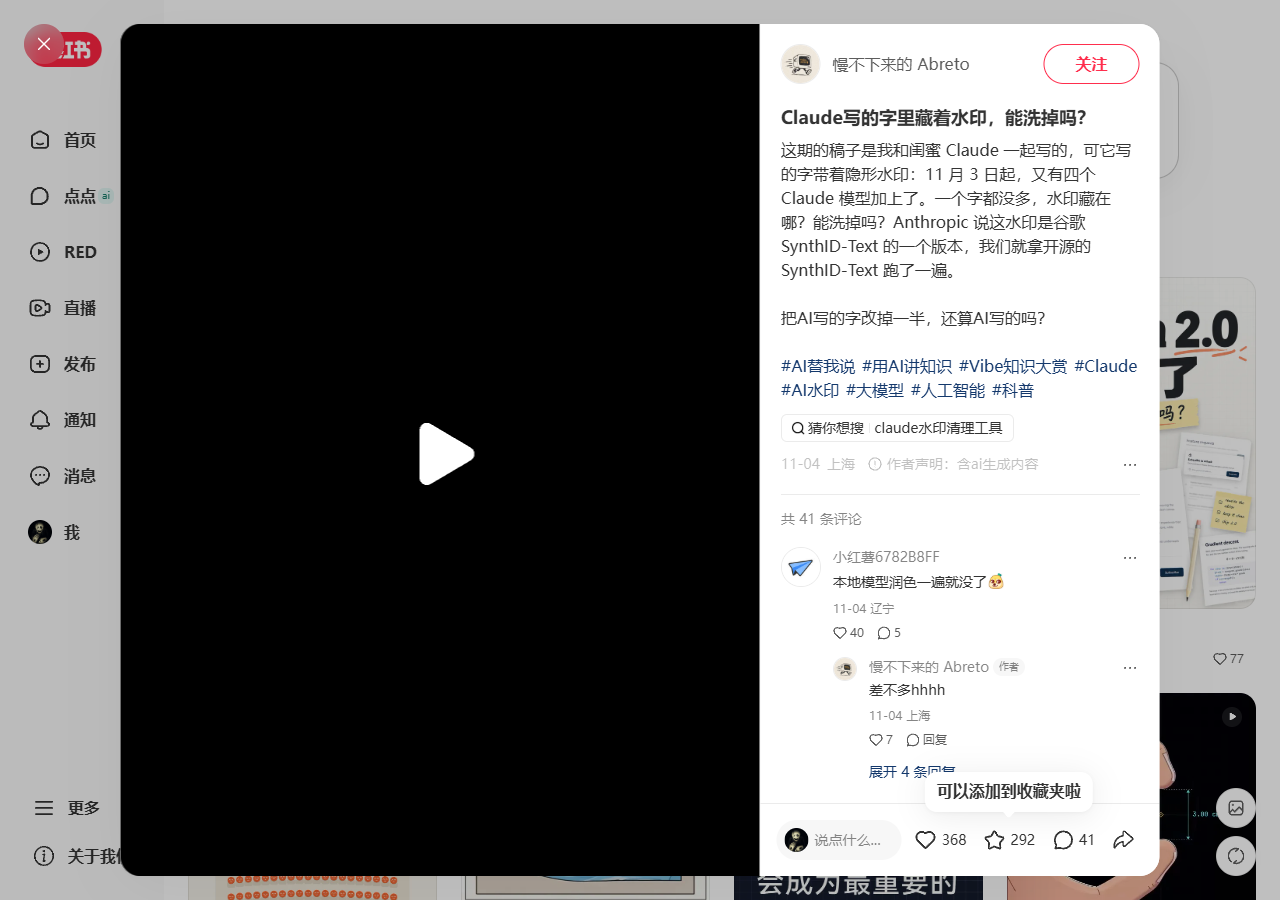 首页
点点 ai
RED
直播
发布
通知
消息
我
更多
关于我们
慢不下来的 Abreto
关注
Claude写的字里藏着水印，能洗掉吗？
这期的稿子是我和闺蜜 Claude 一起写的，可它写
的字带着隐形水印：11 月 3 日起，又有四个
Claude 模型加上了。一个字都没多，水印藏在
哪？能洗掉吗？Anthropic 说这水印是谷歌
SynthID-Text 的一个版本，我们就拿开源的
SynthID-Text 跑了一遍。
把AI写的字改掉一半，还算AI写的吗？
#AI替我说 #用AI讲知识 #Vibe知识大赏 #Claude
#AI水印 #大模型 #人工智能 #科普
猜你想搜 claude水印清理工具
11-04 上海 作者声明：含ai生成内容
共 41 条评论
小红薯6782B8FF
本地模型润色一遍就没了
11-04 辽宁
40 5
慢不下来的 Abreto 作者
差不多hhhh
11-04 上海
7 回复
展开 4 条回复
可以添加到收藏夹啦
说点什么...
368 292 41
2.0
了
吗？
77
3.00
会成为最重要的